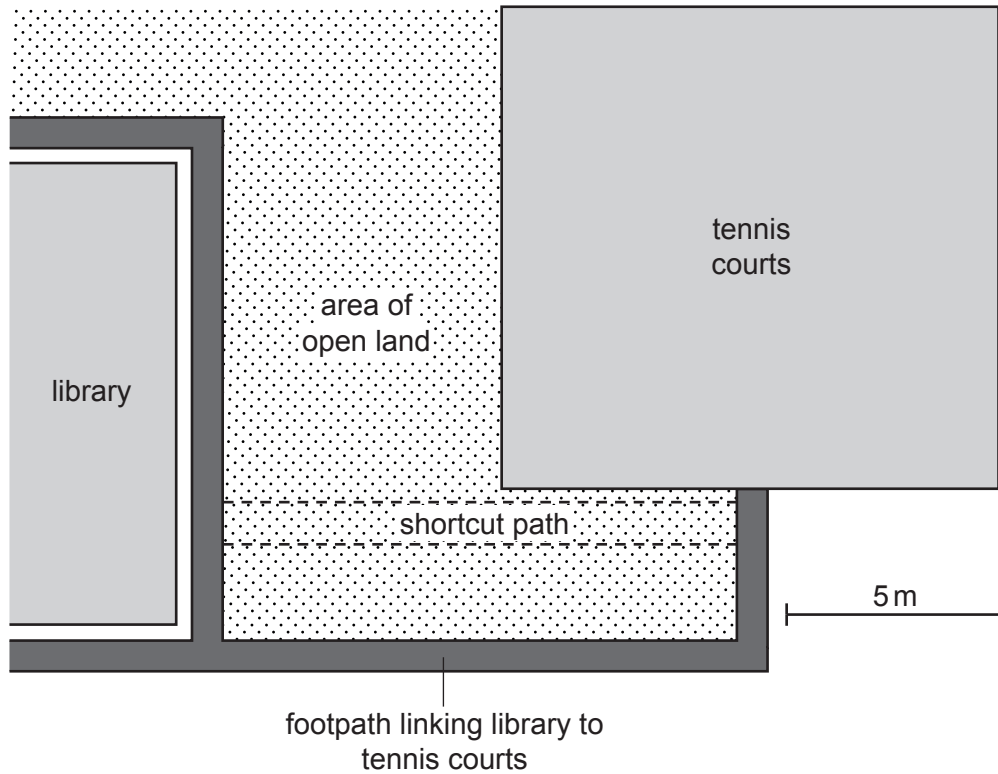 tennis
courts
area of
open land
library
shortcut path
5 m
footpath linking library to
tennis courts